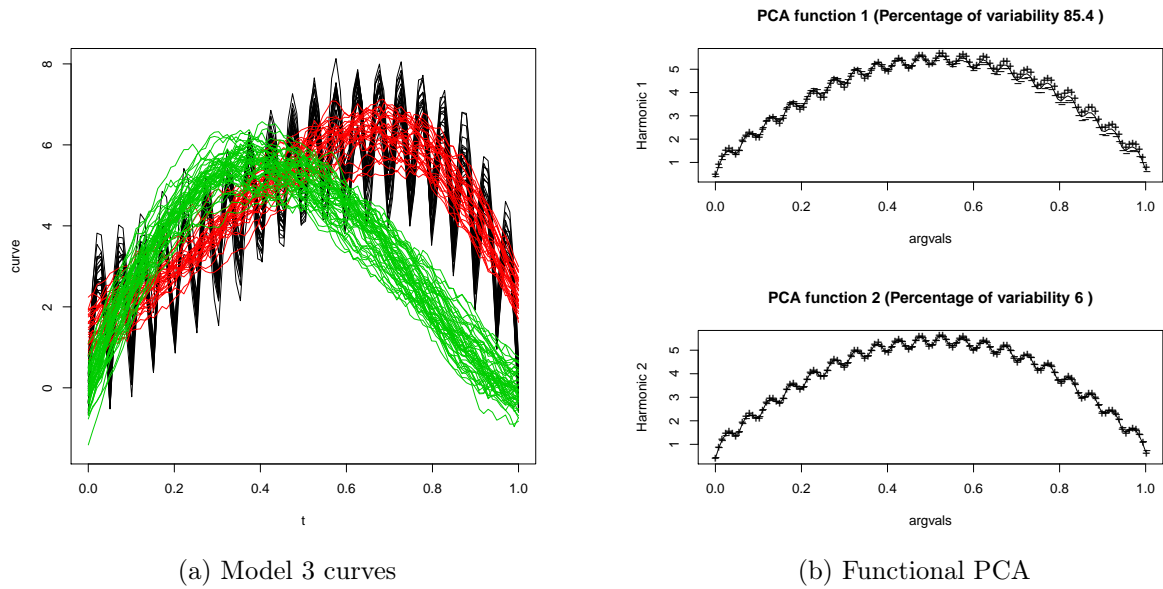 curve
8
6
4
2
0
0.0 0.2 0.4 0.6 0.8 1.0
t
(a) Model 3 curves
PCA function 1 (Percentage of variability 85.4 )
Harmonic 1
5
4
3
2
1
0.0 0.2 0.4 0.6 0.8 1.0
argvals
PCA function 2 (Percentage of variability 6 )
Harmonic 2
5
4
3
2
1
0.0 0.2 0.4 0.6 0.8 1.0
argvals
(b) Functional PCA